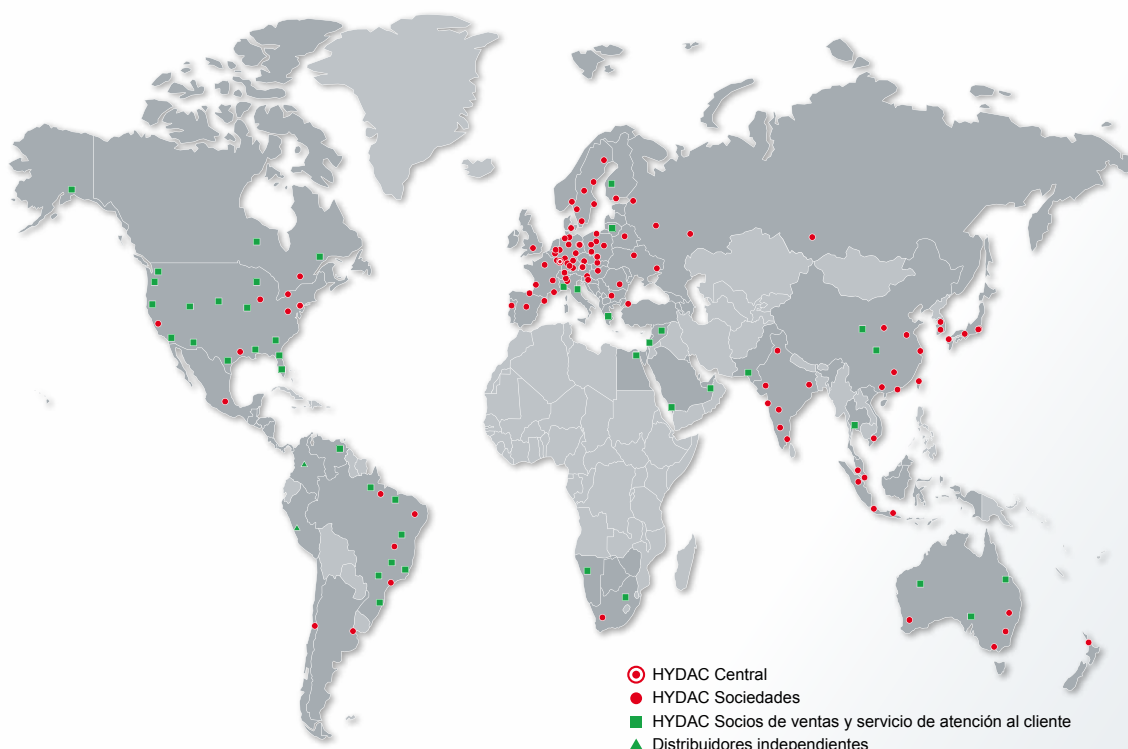 HYDAC Central
HYDAC Sociedades
HYDAC Socios de ventas y servicio de atención al cliente
Distribuidores independientes